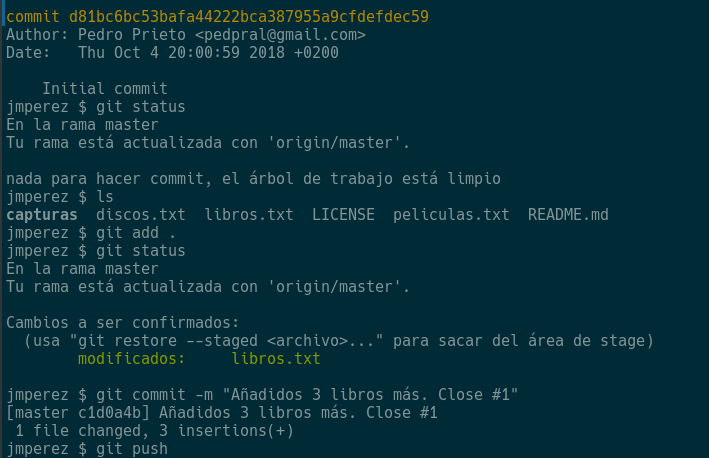 commit d81bc6bc53bafa44222bca387955a9cfdefdec59
Author: Pedro Prieto <pedpral@gmail.com>
Date:   Thu Oct 4 20:00:59 2018 +0200
    Initial commit
jmperez $ git status
En la rama master
Tu rama está actualizada con 'origin/master'.
nada para hacer commit, el árbol de trabajo está limpio
jmperez $ ls
capturas  discos.txt  libros.txt  LICENSE  peliculas.txt  README.md
jmperez $ git add .
jmperez $ git status
En la rama master
Tu rama está actualizada con 'origin/master'.
Cambios a ser confirmados:
  (usa "git restore --staged <archivo>..." para sacar del área de stage)
        modificados:     libros.txt
jmperez $ git commit -m "Añadidos 3 libros más. Close #1"
[master c1d0a4b] Añadidos 3 libros más. Close #1
 1 file changed, 3 insertions(+)
jmperez $ git push